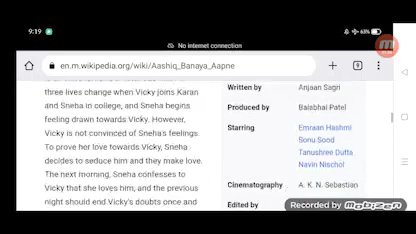 9:19
63%
No internet connection
en.m.wikipedia.org/wiki/Aashiq_Banaya_Aapne
9
three lives change when Vicky joins Karan
and Sneha in college, and Sneha begins
feeling drawn towards Vicky. However,
Vicky is not convinced of Sneha's feelings.
To prove her love towards Vicky, Sneha
decides to seduce him and they make love.
The next morning, Sneha confesses to
Vicky that she loves him, and the previous
night should end Vicky's doubts once and
Written by Anjaan Sagri
Produced by Balabhai Patel
Starring Emraan Hashmi
Sonu Sood
Tanushree Dutta
Navin Nischol
Cinematography A. K. N. Sebastian
Edited by
Recorded by MOBIZEN